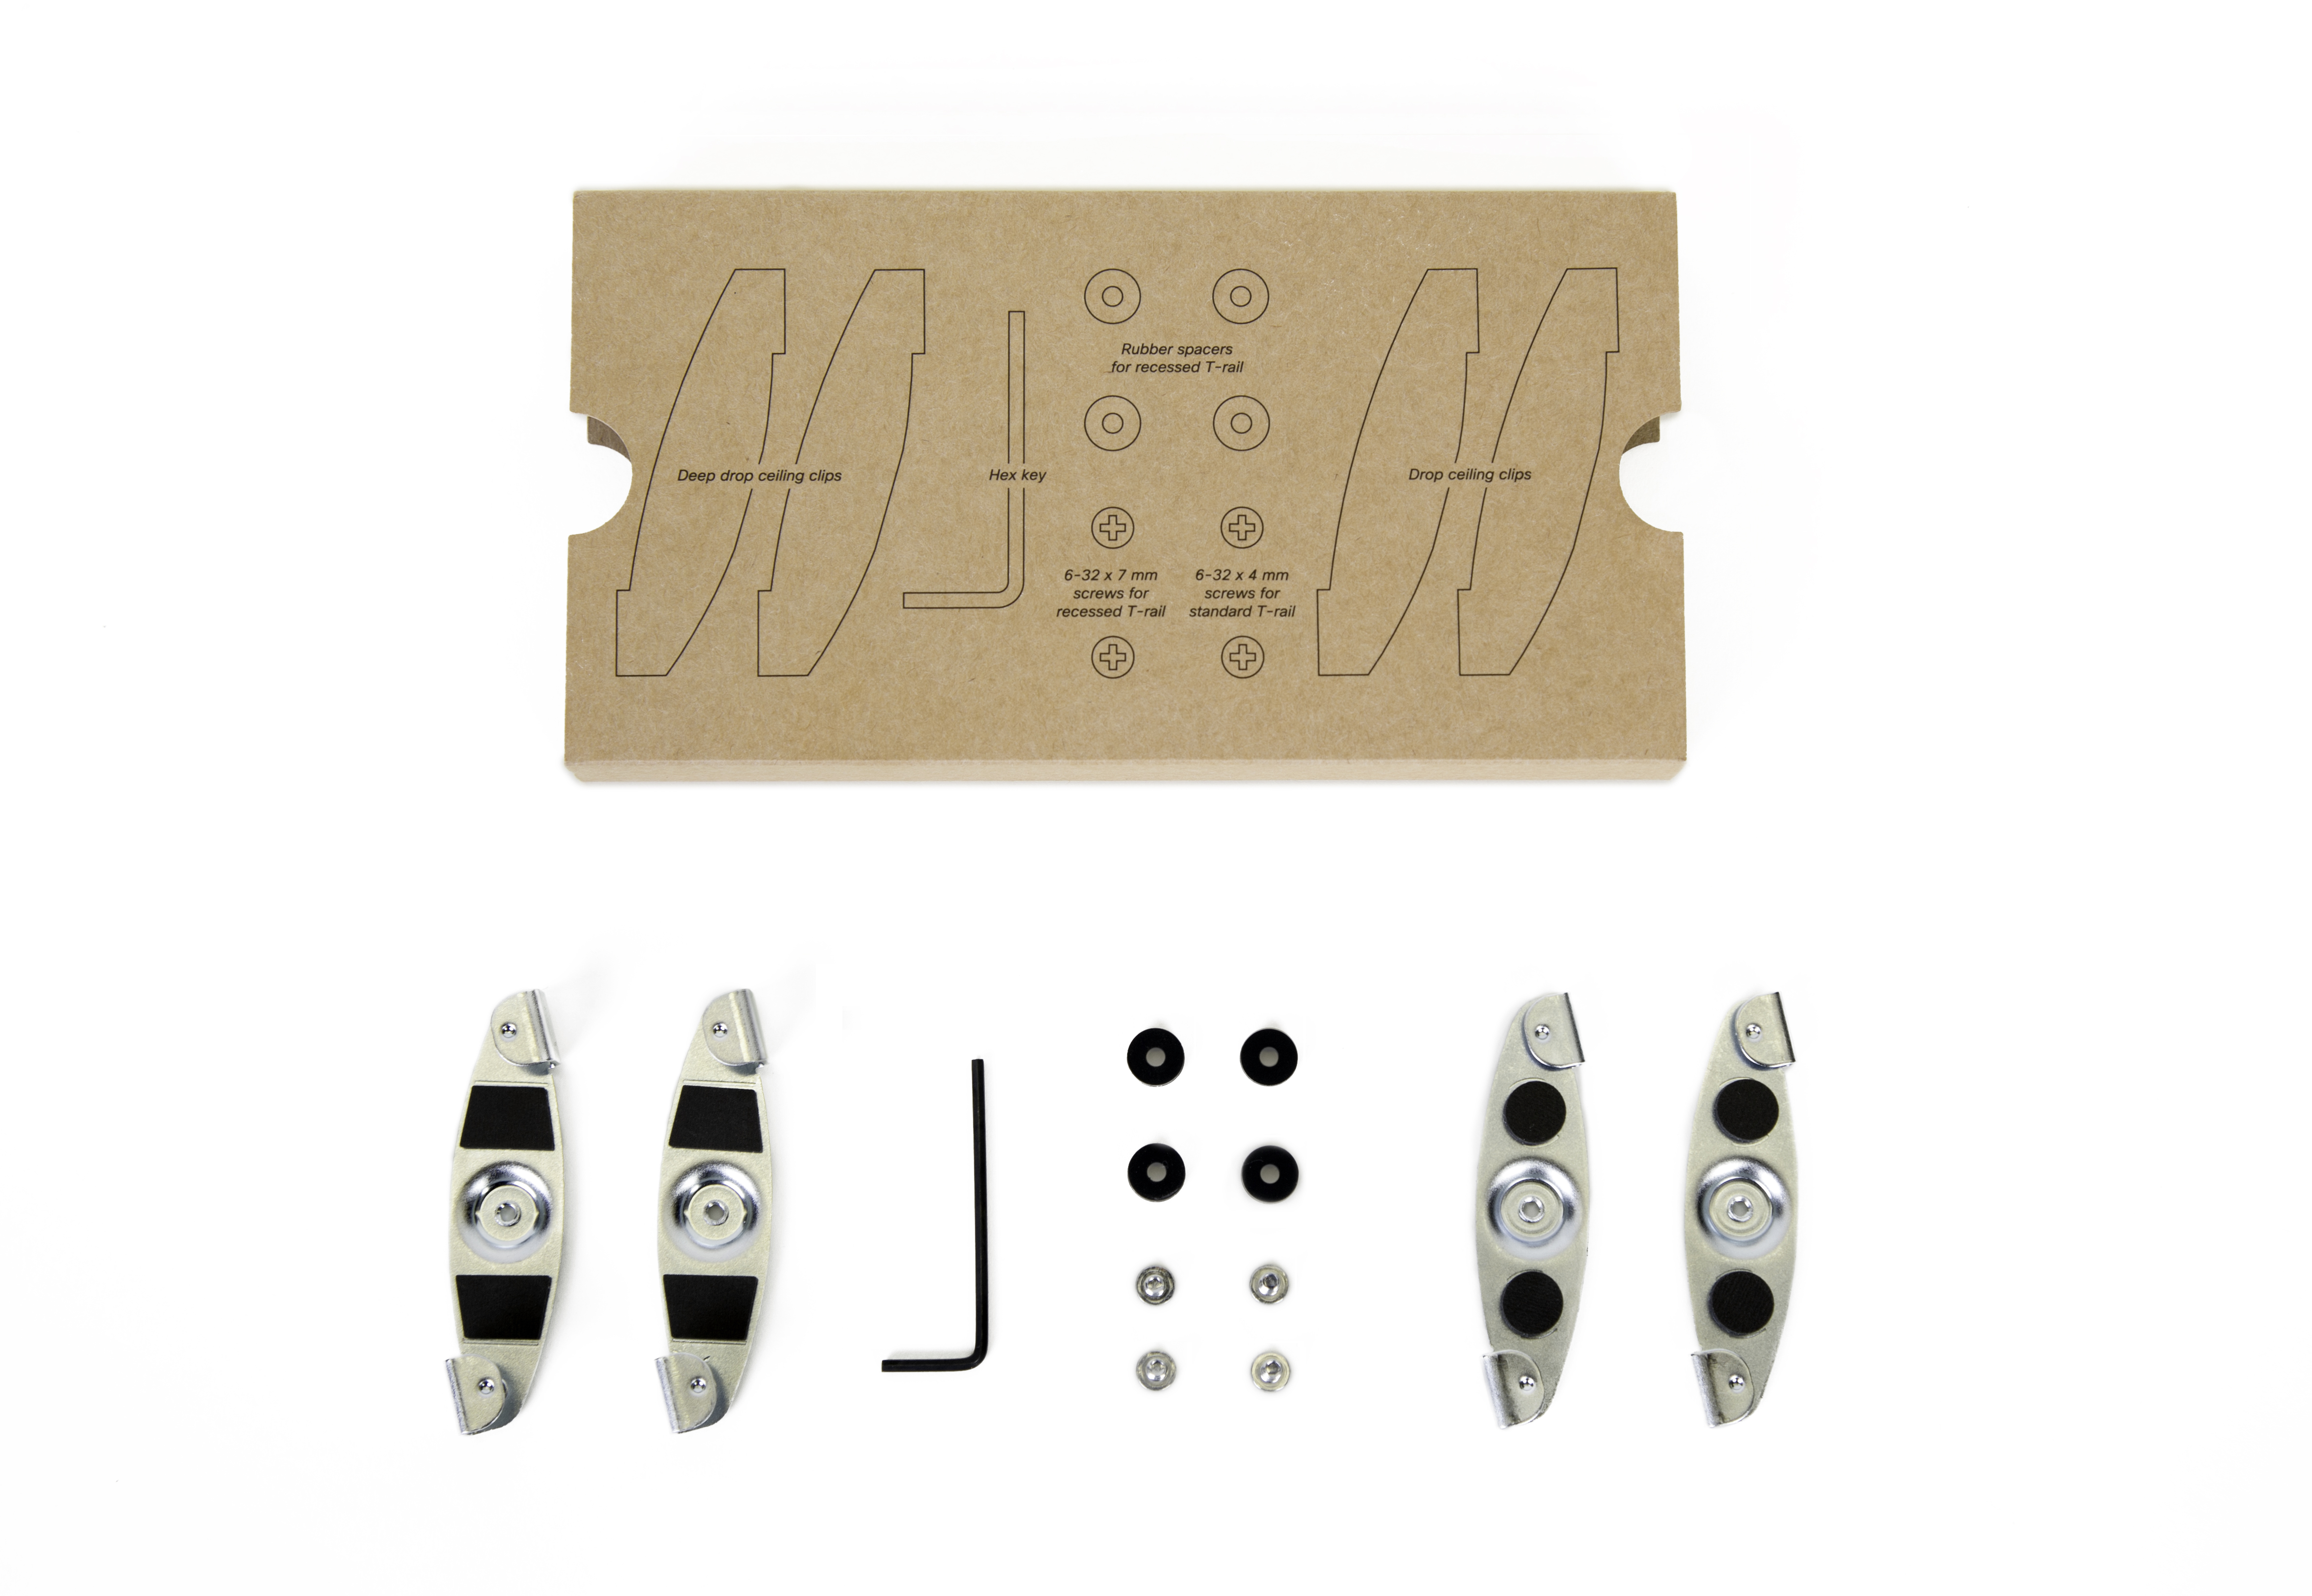 Rubber spacers
for recessed T-rail
Deep drop ceiling clips
Hex key
Drop ceiling clips
6-32 x 7 mm
screws for
recessed T-rail
6-32 x 4 mm
screws for
standard T-rail